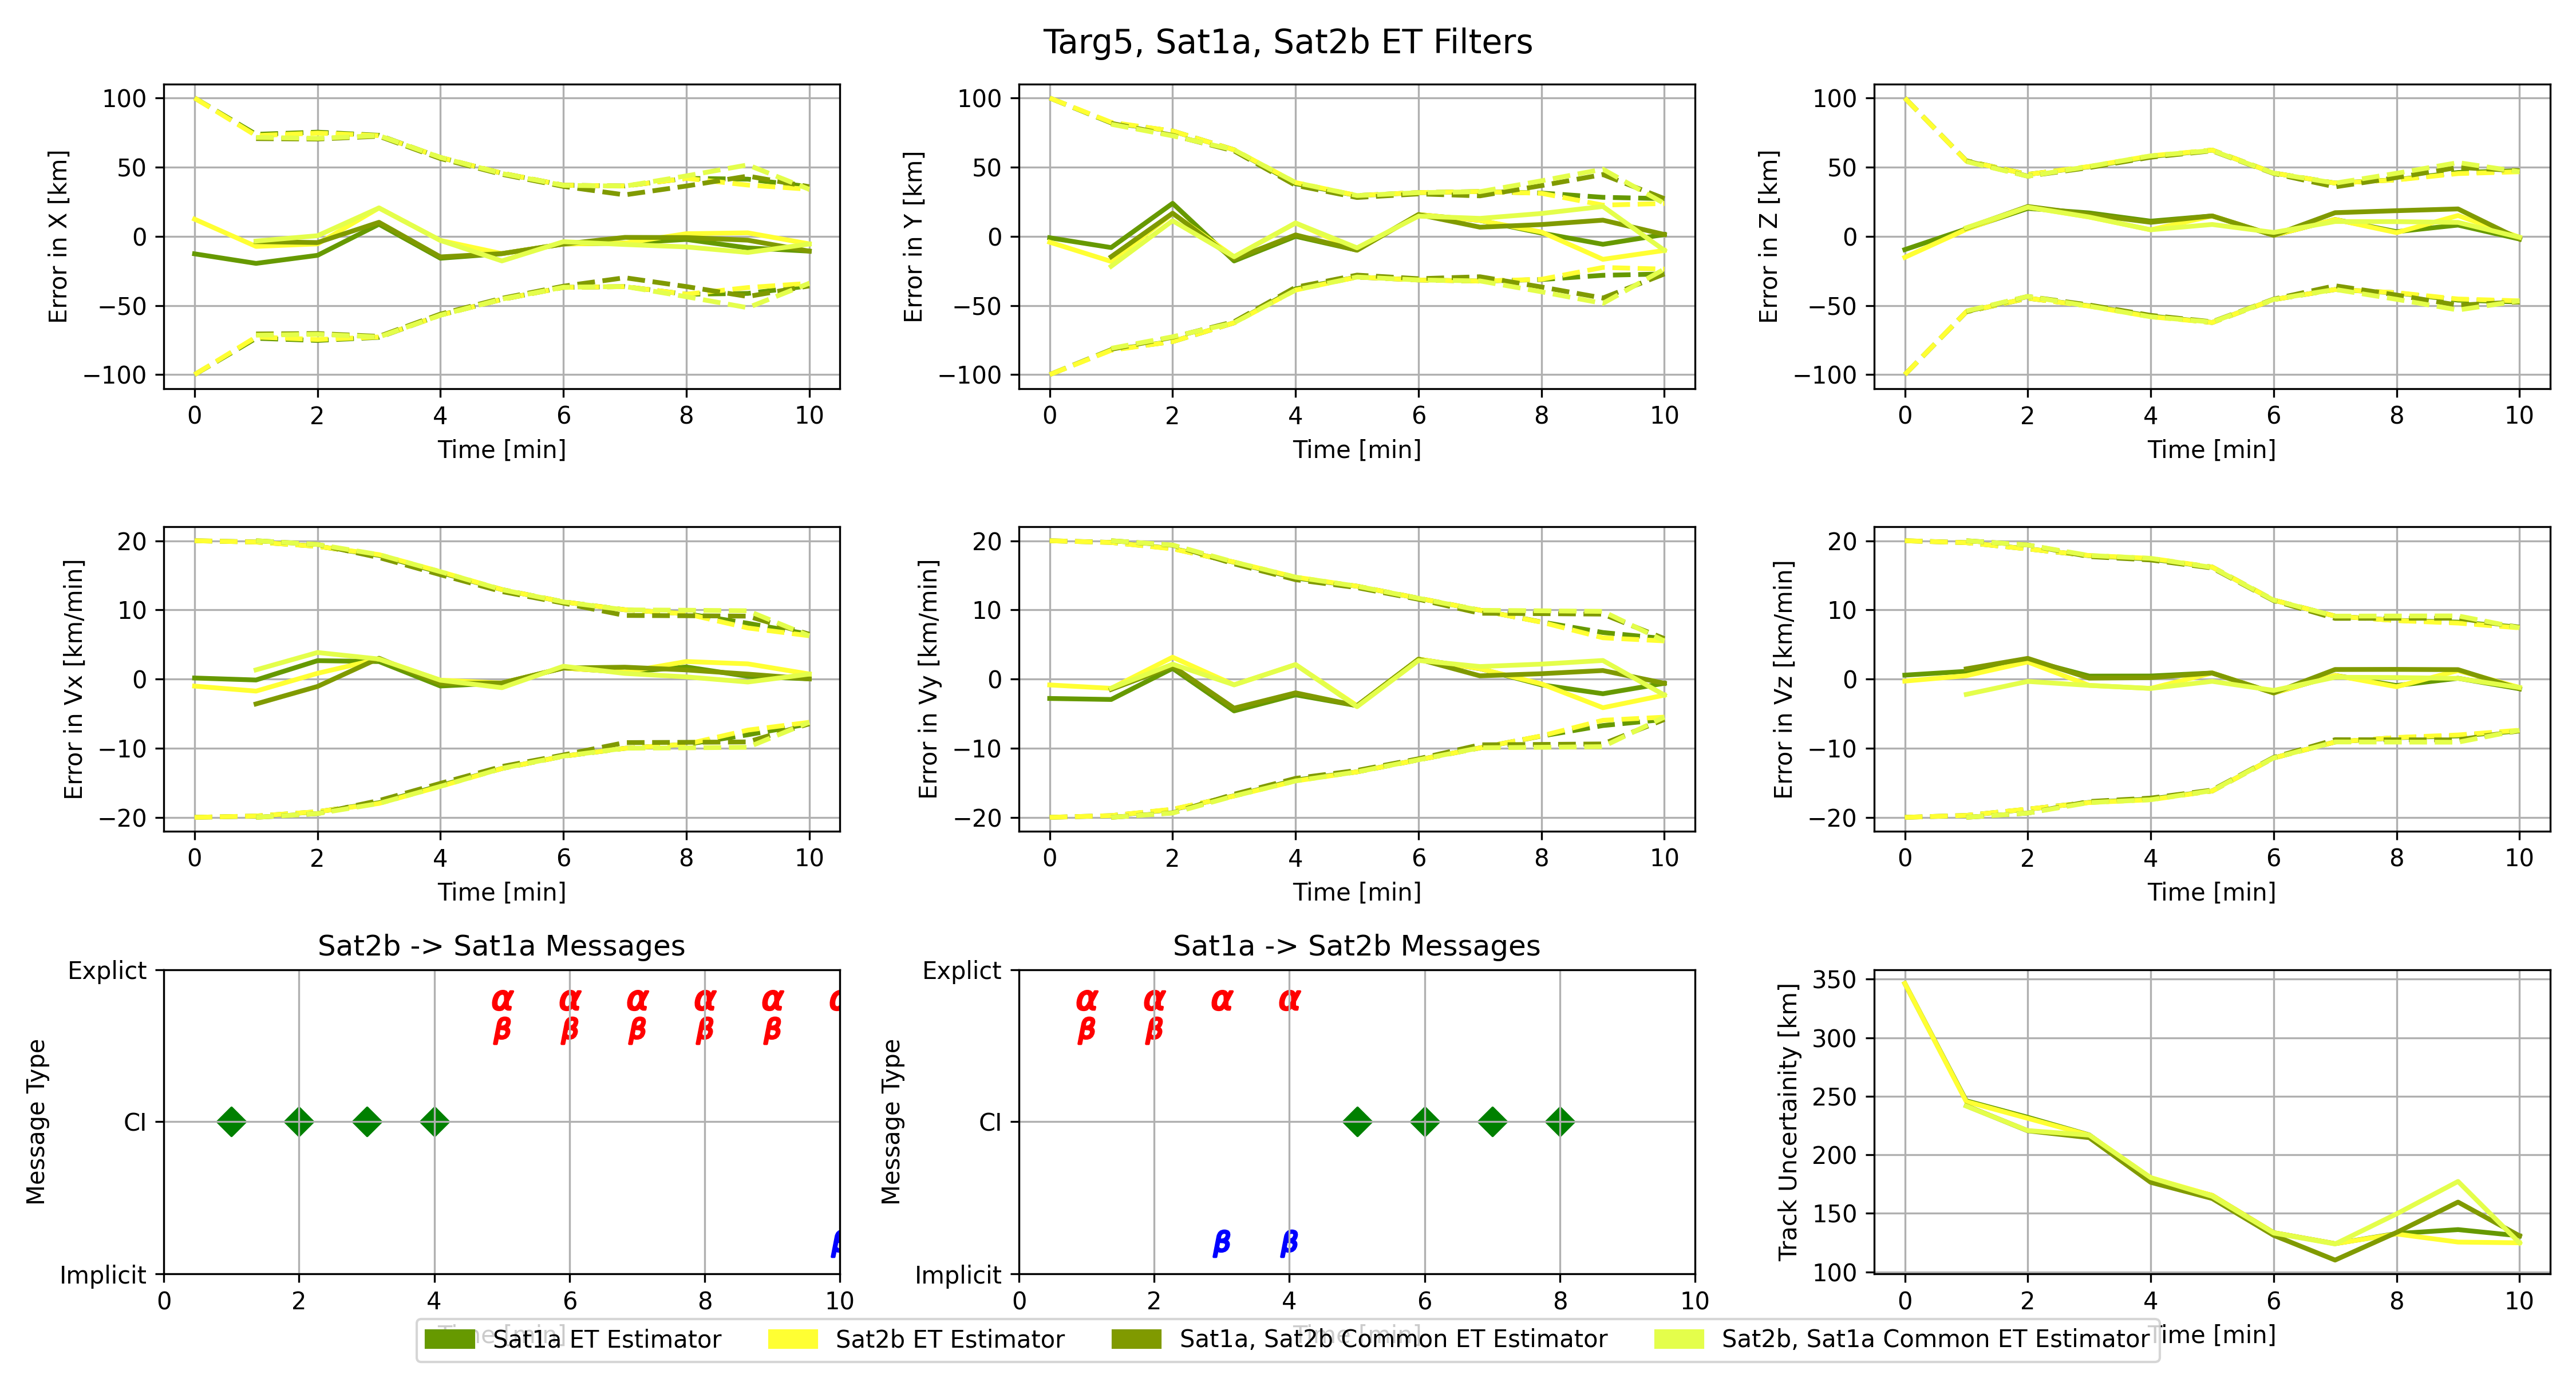 Targ5, Sat1a, Sat2b ET Filters
Error in X [km]
100
50
0
−50
−100
0 2 4 6 8 10
Time [min]
Error in Y [km]
100
50
0
−50
−100
0 2 4 6 8 10
Time [min]
Error in Z [km]
100
50
0
−50
−100
0 2 4 6 8 10
Time [min]
Error in Vx [km/min]
20
10
0
−10
−20
0 2 4 6 8 10
Time [min]
Error in Vy [km/min]
20
10
0
−10
−20
0 2 4 6 8 10
Time [min]
Error in Vz [km/min]
20
10
0
−10
−20
0 2 4 6 8 10
Time [min]
Sat2b -> Sat1a Messages
Message Type
Explict
CI
Implicit
α α α α α α
β β β β β
β
0 2 4 6 8 10
Time [min]
Sat1a -> Sat2b Messages
Message Type
Explict
CI
Implicit
α α α α
β β
β β
0 2 4 6 8 10
Time [min]
Track Uncertainity [km]
350
300
250
200
150
100
0 2 4 6 8 10
Time [min]
Sat1a ET Estimator
Sat2b ET Estimator
Sat1a, Sat2b Common ET Estimator
Sat2b, Sat1a Common ET Estimator